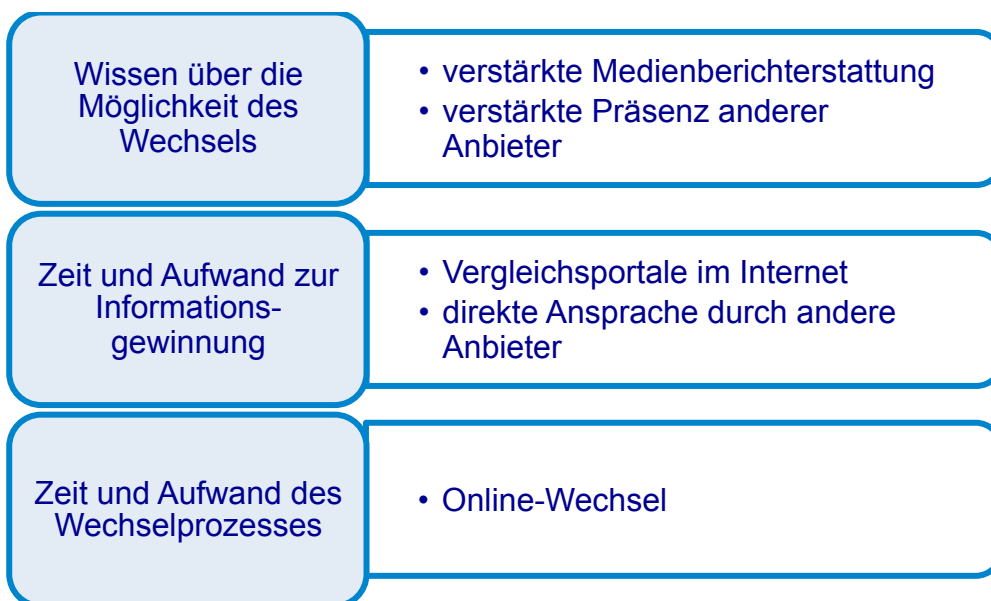 Wissen über die
Möglichkeit des
Wechsels
• verstärkte Medienberichterstattung
• verstärkte Präsenz anderer
Anbieter
Zeit und Aufwand zur
Informations-
gewinnung
• Vergleichsportale im Internet
• direkte Ansprache durch andere
Anbieter
Zeit und Aufwand des
Wechselprozesses
• Online-Wechsel